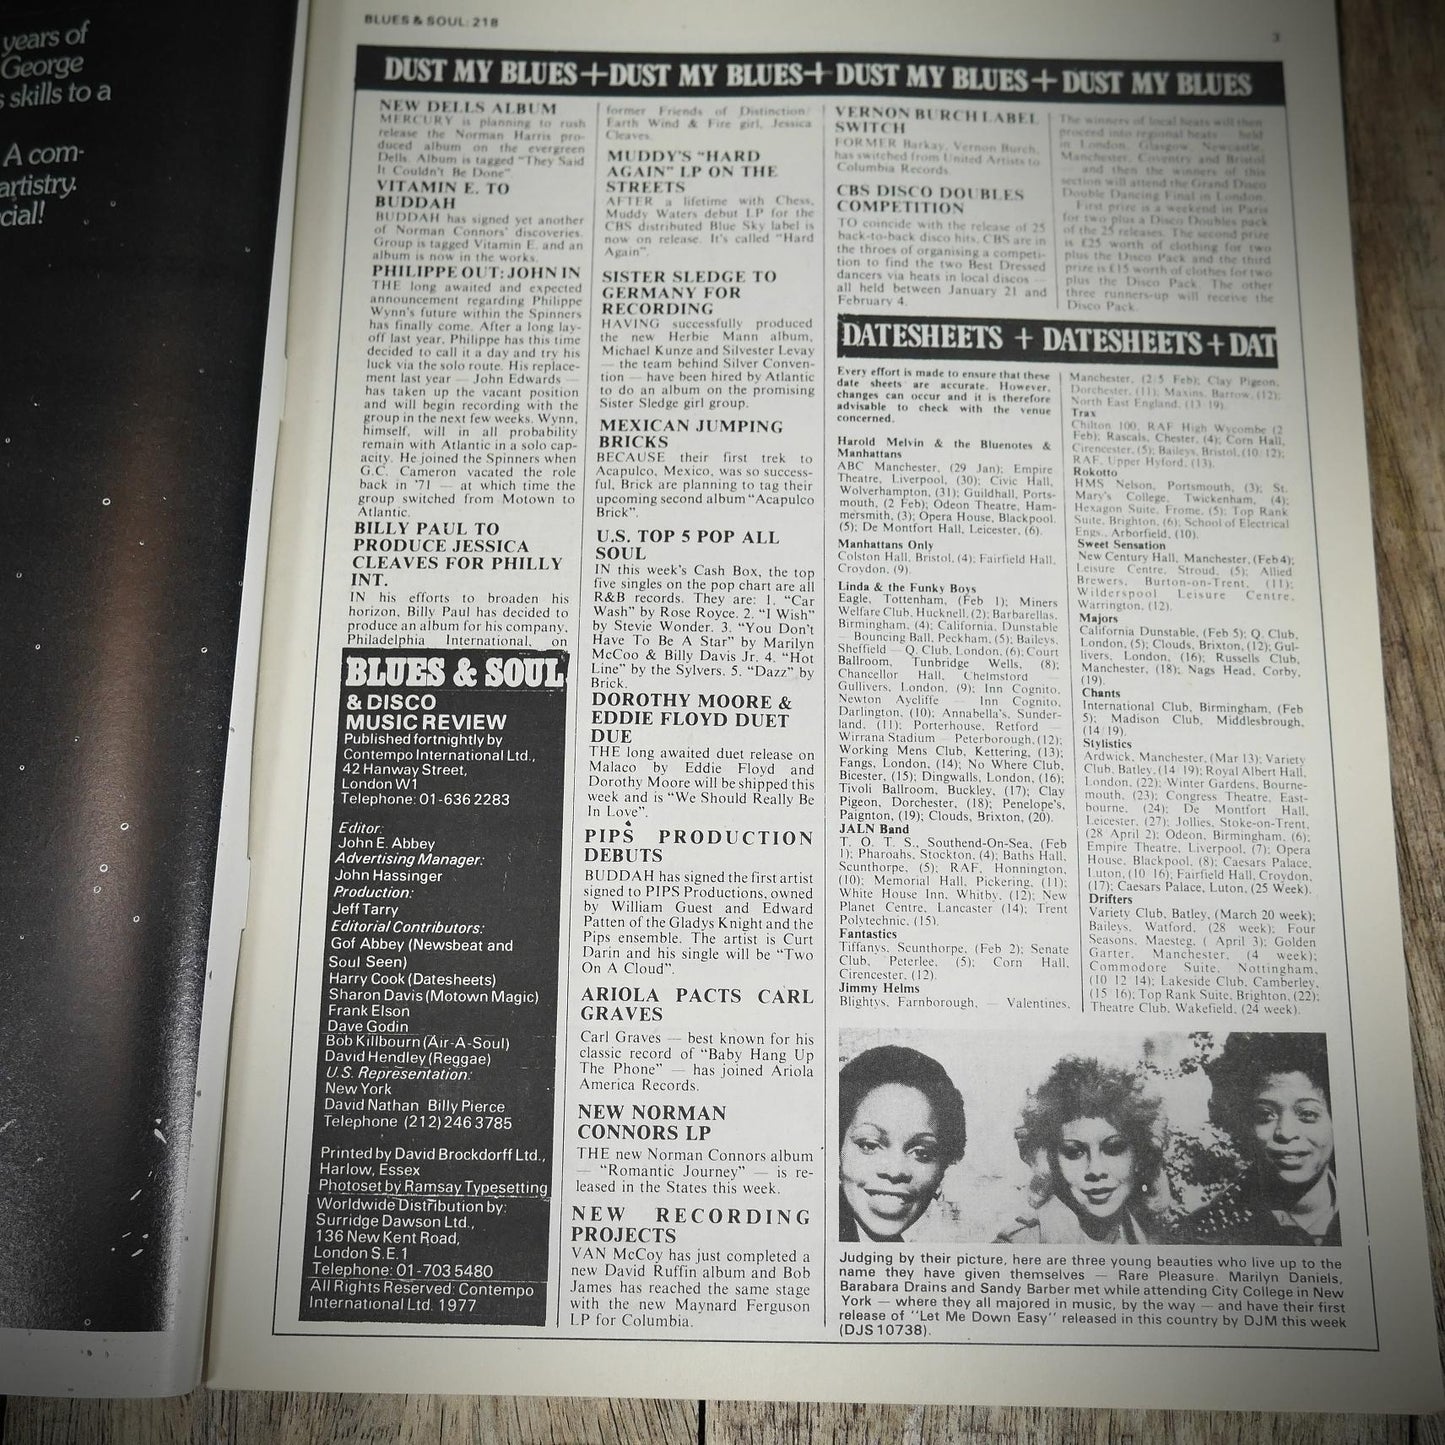 years of
George
s skills to a
A com-
artistry.
cial!
BLUES & SOUL: 218
3
DUST MY BLUES+DUST MY BLUES+ DUST MY BLUES + DUST MY BLUES
NEW DELLS ALBUM
MERCURY is planning to rush
release the Norman Harris pro-
duced album on the evergreen
Dells. Album is tagged "They Said
It Couldn't Be Done".
VITAMIN E. TO
BUDDAH
BUDDAH has signed yet another
of Norman Connors' discoveries.
Group is tagged Vitamin E. and an
album is now in the works.
PHILIPPE OUT: JOHN IN
THE long awaited and expected
announcement regarding Philippe
Wynn's future within the Spinners
has finally come. After a long lay-
off last year, Philippe has this time
decided to call it a day and try his
luck via the solo route. His replace-
ment last year — John Edwards —
has taken up the vacant position
and will begin recording with the
group in the next few weeks. Wynn,
himself, will in all probability
remain with Atlantic in a solo cap-
acity. He joined the Spinners when
G.C. Cameron vacated the role
back in '71 — at which time the
group switched from Motown to
Atlantic.
BILLY PAUL TO
PRODUCE JESSICA
CLEAVES FOR PHILLY
INT.
IN his efforts to broaden his
horizon, Billy Paul has decided to
produce an album for his company,
Philadelphia International, on
BLUES & SOUL
& DISCO
MUSIC REVIEW
Published fortnightly by
Contempo International Ltd.,
42 Hanway Street,
London W1
Telephone: 01-636 2283
Editor:
John E. Abbey
Advertising Manager:
John Hassinger
Production:
Jeff Tarry
Editorial Contributors:
Gof Abbey (Newsbeat and
Soul Seen)
Harry Cook (Datesheets)
Sharon Davis (Motown Magic)
Frank Elson
Dave Godin
Bob Killbourn (Air-A-Soul)
David Hendley (Reggae)
U.S. Representation:
New York
David Nathan Billy Pierce
Telephone (212) 246 3785
Printed by David Brockdorff Ltd.,
Harlow, Essex
Photoset by Ramsay Typesetting
Worldwide Distribution by:
Surridge Dawson Ltd.,
136 New Kent Road,
London S.E.1
Telephone: 01-703 5480
All Rights Reserved: Contempo
International Ltd. 1977
former Friends of Distinction/
Earth Wind & Fire girl, Jessica
Cleaves.
MUDDY'S "HARD
AGAIN" LP ON THE
STREETS
AFTER a lifetime with Chess,
Muddy Waters debut LP for the
CBS distributed Blue Sky label is
now on release. It's called "Hard
Again".
SISTER SLEDGE TO
GERMANY FOR
RECORDING
HAVING successfully produced
the new Herbie Mann album,
Michael Kunze and Silvester Levay
— the team behind Silver Conven-
tion — have been hired by Atlantic
to do an album on the promising
Sister Sledge girl group.
MEXICAN JUMPING
BRICKS
BECAUSE their first trek to
Acapulco, Mexico, was so success-
ful, Brick are planning to tag their
upcoming second album "Acapulco
Brick".
U.S. TOP 5 POP ALL
SOUL
IN this week's Cash Box, the top
five singles on the pop chart are all
R&B records. They are: 1. "Car
Wash" by Rose Royce. 2. "I Wish"
by Stevie Wonder. 3. "You Don't
Have To Be A Star" by Marilyn
McCoo & Billy Davis Jr. 4. "Hot
Line" by the Sylvers. 5. "Dazz" by
Brick.
DOROTHY MOORE &
EDDIE FLOYD DUET
DUE
THE long awaited duet release on
Malaco by Eddie Floyd and
Dorothy Moore will be shipped this
week and is "We Should Really Be
In Love".
PIPS PRODUCTION
DEBUTS
BUDDAH has signed the first artist
signed to PIPS Productions, owned
by William Guest and Edward
Patten of the Gladys Knight and the
Pips ensemble. The artist is Curt
Darin and his single will be "Two
On A Cloud".
ARIOLA PACTS CARL
GRAVES
Carl Graves — best known for his
classic record of "Baby Hang Up
The Phone" — has joined Ariola
America Records.
NEW NORMAN
CONNORS LP
THE new Norman Connors album
— "Romantic Journey" — is re-
leased in the States this week.
NEW RECORDING
PROJECTS
VAN McCoy has just completed a
new David Ruffin album and Bob
James has reached the same stage
with the new Maynard Ferguson
LP for Columbia.
VERNON BURCH LABEL
SWITCH
FORMER Barkay, Vernon Burch,
has switched from United Artists to
Columbia Records.
CBS DISCO DOUBLES
COMPETITION
TO coincide with the release of 25
back-to-back disco hits, CBS are in
the throes of organising a competi-
tion to find the two Best Dressed
dancers via heats in local discos —
all held between January 21 and
February 4.
The winners of local heats will then
proceed into regional heats — held
in London, Glasgow, Newcastle,
Manchester, Coventry and Bristol
— and then the winners of this
section will attend the Grand Disco
Double Dancing Final in London.
First prize is a weekend in Paris
for two plus a Disco Doubles pack
of the 25 releases. The second prize
is £25 worth of clothing for two
plus the Disco Pack and the third
prize is £15 worth of clothes for two
plus the Disco Pack. The other
three runners-up will receive the
Disco Pack.
DATESHEETS + DATESHEETS + DAT
Every effort is made to ensure that these
date sheets are accurate. However,
changes can occur and it is therefore
advisable to check with the venue
concerned.
Harold Melvin & the Bluenotes &
Manhattans
ABC Manchester, (29 Jan); Empire
Theatre, Liverpool, (30); Civic Hall,
Wolverhampton, (31); Guildhall, Ports-
mouth, (2 Feb); Odeon Theatre, Ham-
mersmith, (3); Opera House, Blackpool,
(5); De Montfort Hall, Leicester, (6).
Manhattans Only
Colston Hall, Bristol, (4); Fairfield Hall,
Croydon, (9).
Linda & the Funky Boys
Eagle, Tottenham, (Feb 1); Miners
Welfare Club, Hucknell, (2); Barbarellas,
Birmingham, (4); California, Dunstable
— Bouncing Ball, Peckham, (5); Baileys,
Sheffield — Q. Club, London, (6); Court
Ballroom, Tunbridge Wells, (8);
Chancellor Hall, Chelmsford —
Gullivers, London, (9); Inn Cognito,
Newton Aycliffe — Inn Cognito,
Darlington, (10); Annabella's, Sunder-
land, (11); Porterhouse, Retford —
Wirrana Stadium — Peterborough, (12);
Working Mens Club, Kettering, (13);
Fangs, London, (14); No Where Club,
Bicester, (15); Dingwalls, London, (16);
Tivoli Ballroom, Buckley, (17); Clay
Pigeon, Dorchester, (18); Penelope's,
Paignton, (19); Clouds, Brixton, (20).
JALN Band
T. O. T. S., Southend-On-Sea, (Feb
1); Pharoahs, Stockton, (4); Baths Hall,
Scunthorpe, (5); RAF, Honnington,
(10); Memorial Hall, Pickering, (11);
White House Inn, Whitby, (12); New
Planet Centre, Lancaster (14); Trent
Polytechnic, (15).
Fantastics
Tiffanys, Scunthorpe, (Feb 2); Senate
Club, Peterlee, (5); Corn Hall,
Cirencester, (12).
Jimmy Helms
Blightys, Farnborough, — Valentines,
Manchester, (2 5 Feb); Clay Pigeon,
Dorchester, (11); Maxins, Barrow, (12);
North East England, (13 19).
Trax
Chilton 100, RAF High Wycombe (2
Feb); Rascals, Chester, (4); Corn Hall,
Cirencester, (5); Baileys, Bristol, (10 12);
RAF, Upper Hyford, (13).
Rokotto
HMS Nelson, Portsmouth, (3); St.
Mary's College, Twickenham, (4);
Hexagon Suite, Frome, (5); Top Rank
Suite, Brighton, (6); School of Electrical
Engs., Arborfield, (10).
Sweet Sensation
New Century Hall, Manchester, (Feb 4);
Leisure Centre, Stroud, (5); Allied
Brewers, Burton-on-Trent, (11);
Wilderspool Leisure Centre,
Warrington, (12).
Majors
California Dunstable, (Feb 5); Q. Club,
London, (5); Clouds, Brixton, (12); Gul-
livers, London, (16); Russells Club,
Manchester, (18); Nags Head, Corby,
(19).
Chants
International Club, Birmingham, (Feb
5); Madison Club, Middlesbrough,
(14 19).
Stylistics
Ardwick, Manchester, (Mar 13); Variety
Club, Batley, (14 19); Royal Albert Hall,
London, (22); Winter Gardens, Bourne-
mouth, (23); Congress Theatre, East-
bourne, (24); De Montfort Hall,
Leicester, (27); Jollies, Stoke-on-Trent,
(28 April 2); Odeon, Birmingham, (6);
Empire Theatre, Liverpool, (7); Opera
House, Blackpool, (8); Caesars Palace,
Luton, (10 16); Fairfield Hall, Croydon,
(17); Caesars Palace, Luton, (25 Week).
Drifters
Variety Club, Batley, (March 20 week);
Baileys, Watford, (28 week); Four
Seasons, Maesteg, ( April 3); Golden
Garter, Manchester, (4 week);
Commodore Suite, Nottingham,
(10 12 14); Lakeside Club, Camberley,
(15 16); Top Rank Suite, Brighton, (22);
Theatre Club, Wakefield, (24 week).
Judging by their picture, here are three young beauties who live up to the
name they have given themselves — Rare Pleasure. Marilyn Daniels,
Barabara Drains and Sandy Barber met while attending City College in New
York — where they all majored in music, by the way — and have their first
release of "Let Me Down Easy" released in this country by DJM this week
(DJS 10738).